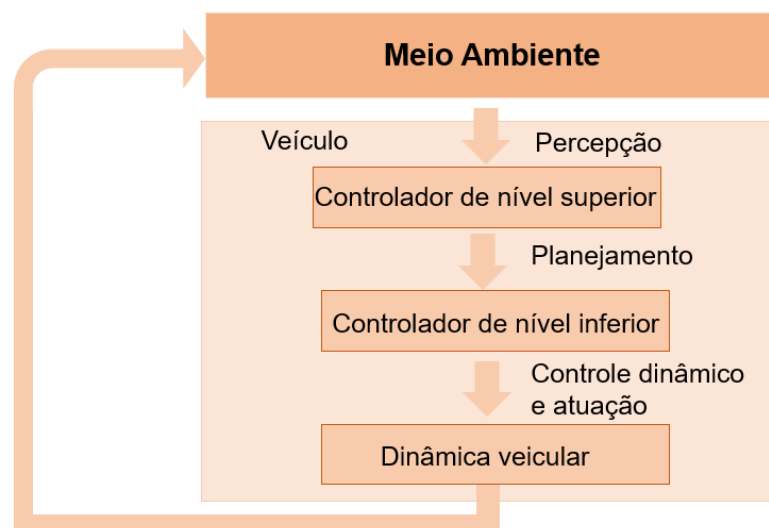 Meio Ambiente
Veículo
Percepção
Controlador de nível superior
Planejamento
Controlador de nível inferior
Controle dinâmico
e atuação
Dinâmica veicular